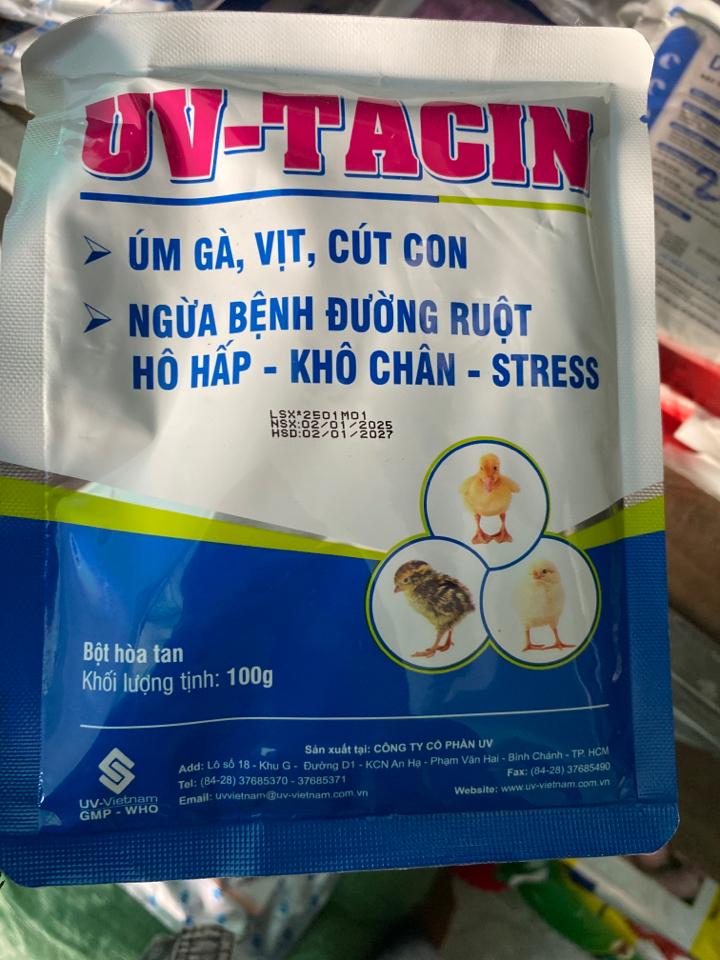 UV-TACIN
➤ ÚM GÀ, VỊT, CÚT CON
➤ NGỪA BỆNH ĐƯỜNG RUỘT
HÔ HẤP - KHÔ CHÂN - STRESS
LSX*2501M01
NSX:02/01/2025
HSD:02/01/2027
Bột hòa tan
Khối lượng tịnh: 100g
UV-Vietnam
GMP - WHO
Sản xuất tại: CÔNG TY CỔ PHẦN UV
Add: Lô số 18 - Khu G - Đường D1 - KCN An Hạ - Phạm Văn Hai - Bình Chánh - TP. HCM
Tel: (84-28) 37685370 - 37685371 Fax: (84-28) 37685490
Email: uvvietnam@uv-vietnam.com.vn Website: www.uv-vietnam.com.vn